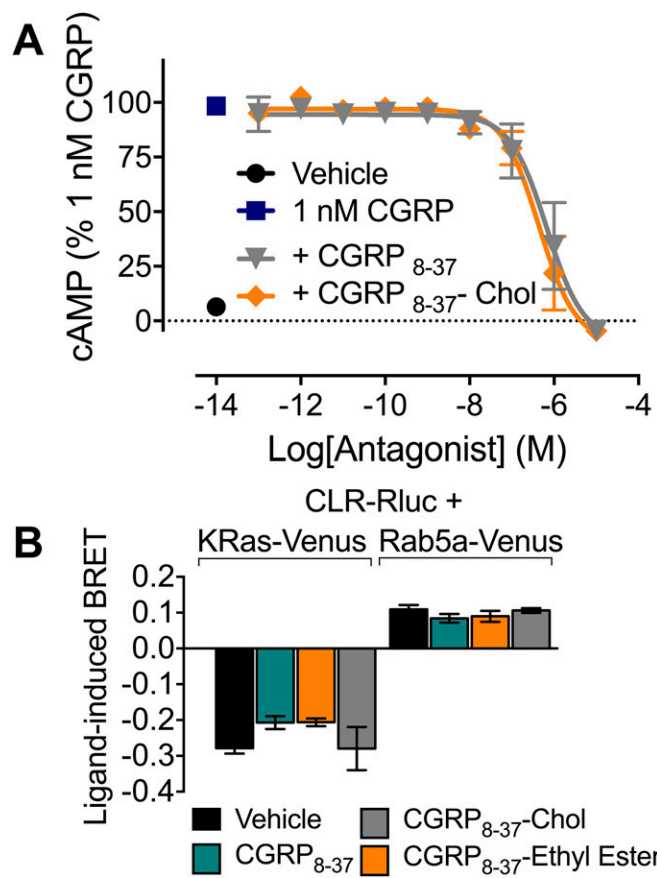 A
cAMP (% 1 nM CGRP)
100
75
50
25
0
Vehicle
1 nM CGRP
+ CGRP 8-37
+ CGRP 8-37- Chol
-14 -12 -10 -8 -6 -4
Log[Antagonist] (M)
B
CLR-Rluc +
KRas-Venus Rab5a-Venus
Ligand-induced BRET
0.2
0.1
0.0
-0.1
-0.2
-0.3
-0.4
Vehicle
CGRP8-37
CGRP8-37-Chol
CGRP8-37-Ethyl Ester